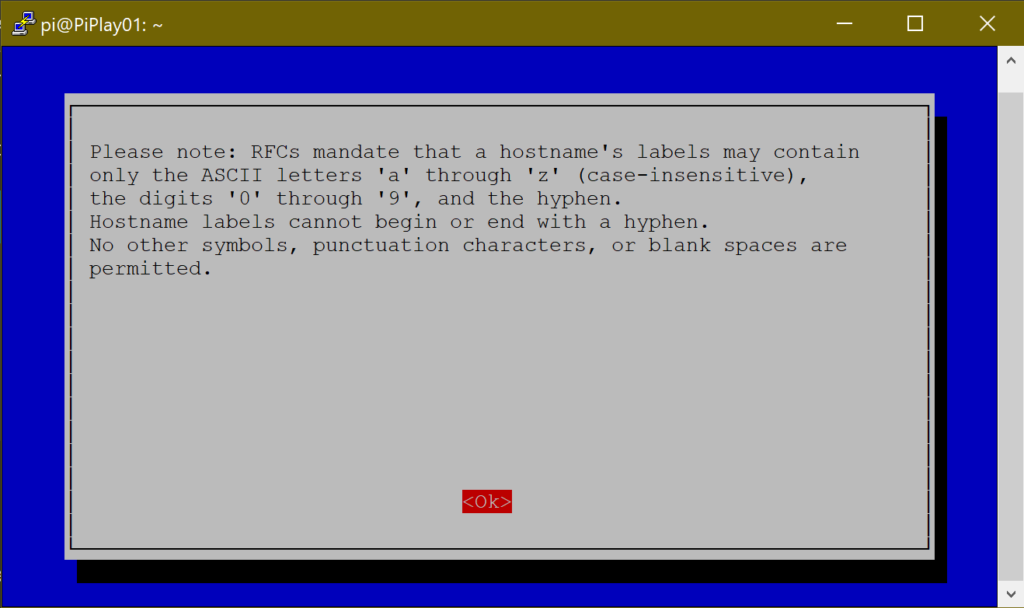 pi@PiPlay01: ~
Please note: RFCs mandate that a hostname's labels may contain
only the ASCII letters 'a' through 'z' (case-insensitive),
the digits '0' through '9', and the hyphen.
Hostname labels cannot begin or end with a hyphen.
No other symbols, punctuation characters, or blank spaces are
permitted.
<Ok>